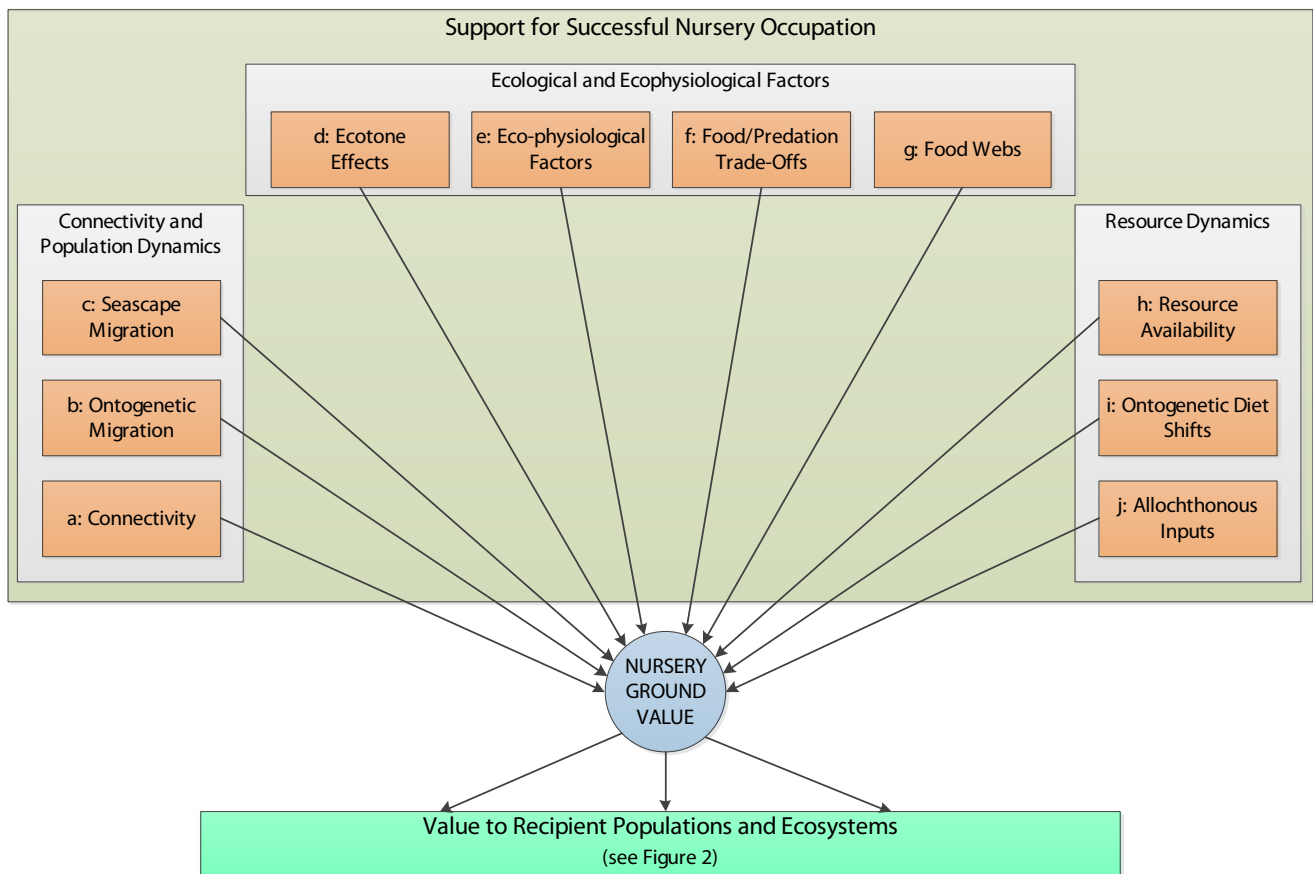 Support for Successful Nursery Occupation
Ecological and Ecophysiological Factors
d: Ecotone
Effects
e: Eco-physiological
Factors
f: Food/Predation
Trade-Offs
g: Food Webs
Connectivity and
Population Dynamics
c: Seascape
Migration
b: Ontogenetic
Migration
a: Connectivity
Resource Dynamics
h: Resource
Availability
i: Ontogenetic Diet
Shifts
j: Allochthonous
Inputs
NURSERY
GROUND
VALUE
Value to Recipient Populations and Ecosystems
(see Figure 2)